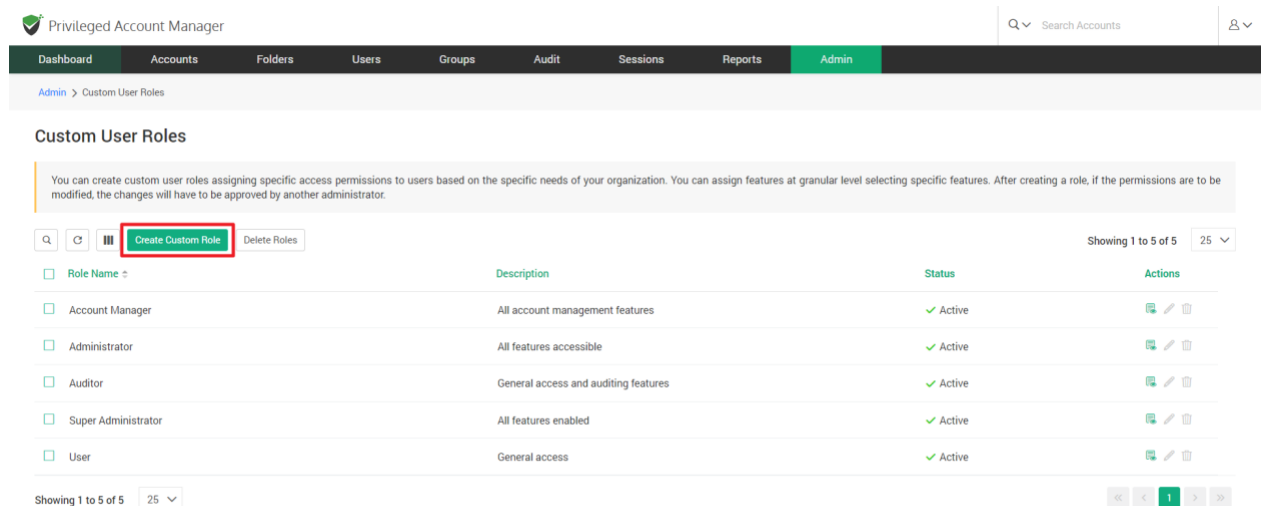 Privileged Account Manager
Search Accounts
Dashboard Accounts Folders Users Groups Audit Sessions Reports Admin
Admin > Custom User Roles
Custom User Roles
You can create custom user roles assigning specific access permissions to users based on the specific needs of your organization. You can assign features at granular level selecting specific features. After creating a role, if the permissions are to be
modified, the changes will have to be approved by another administrator.
Create Custom Role Delete Roles Showing 1 to 5 of 5 25
Role Name Description Status Actions
Account Manager All account management features Active
Administrator All features accessible Active
Auditor General access and auditing features Active
Super Administrator All features enabled Active
User General access Active
Showing 1 to 5 of 5 25 « < 1 > »